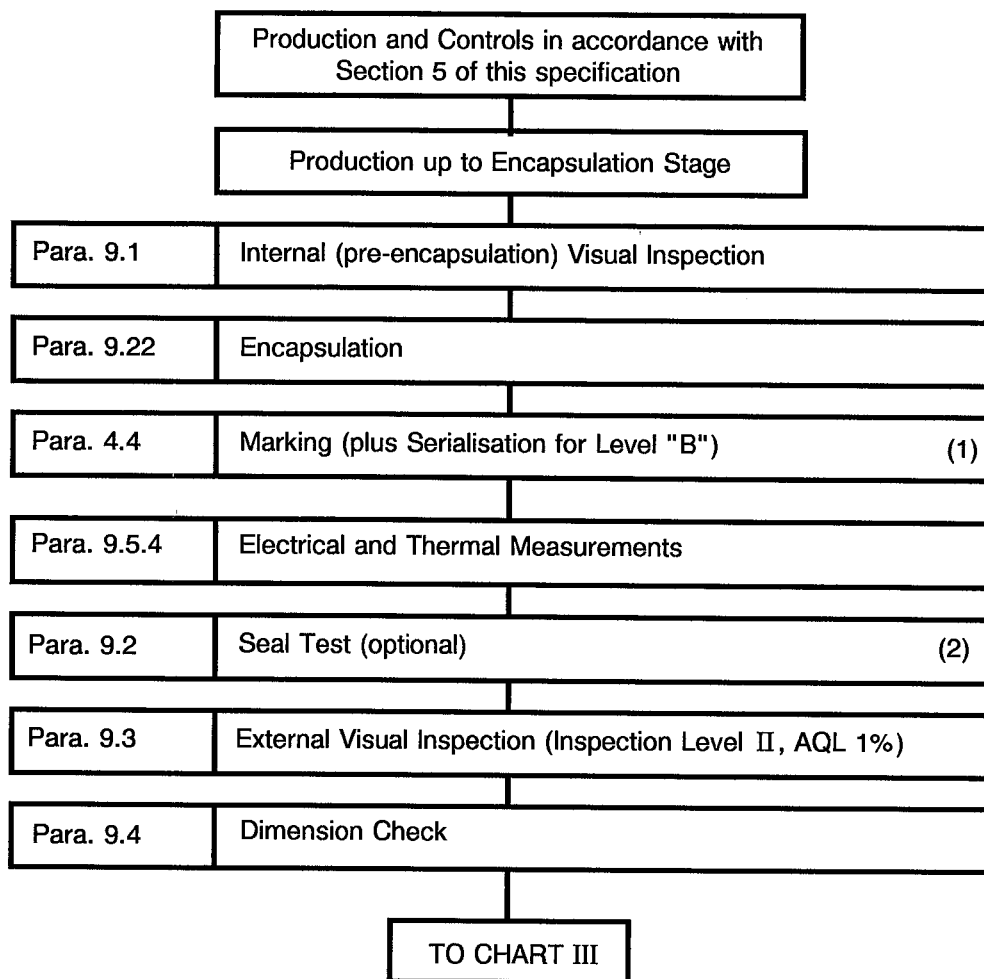 Production and Controls in accordance with
Section 5 of this specification
Production up to Encapsulation Stage
Para. 9.1 Internal (pre-encapsulation) Visual Inspection
Para. 9.22 Encapsulation
Para. 4.4 Marking (plus Serialisation for Level "B") (1)
Para. 9.5.4 Electrical and Thermal Measurements
Para. 9.2 Seal Test (optional) (2)
Para. 9.3 External Visual Inspection (Inspection Level II, AQL 1%)
Para. 9.4 Dimension Check
TO CHART III